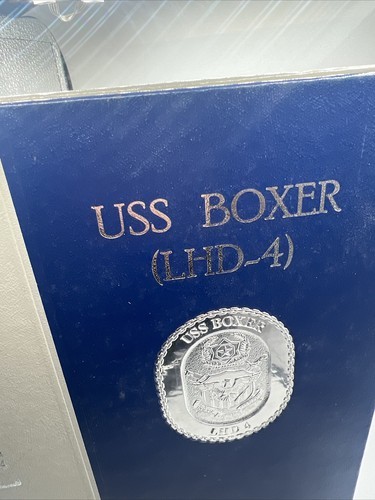 USS BOXER
(LHD-4)
USS BOXER
LHD 4